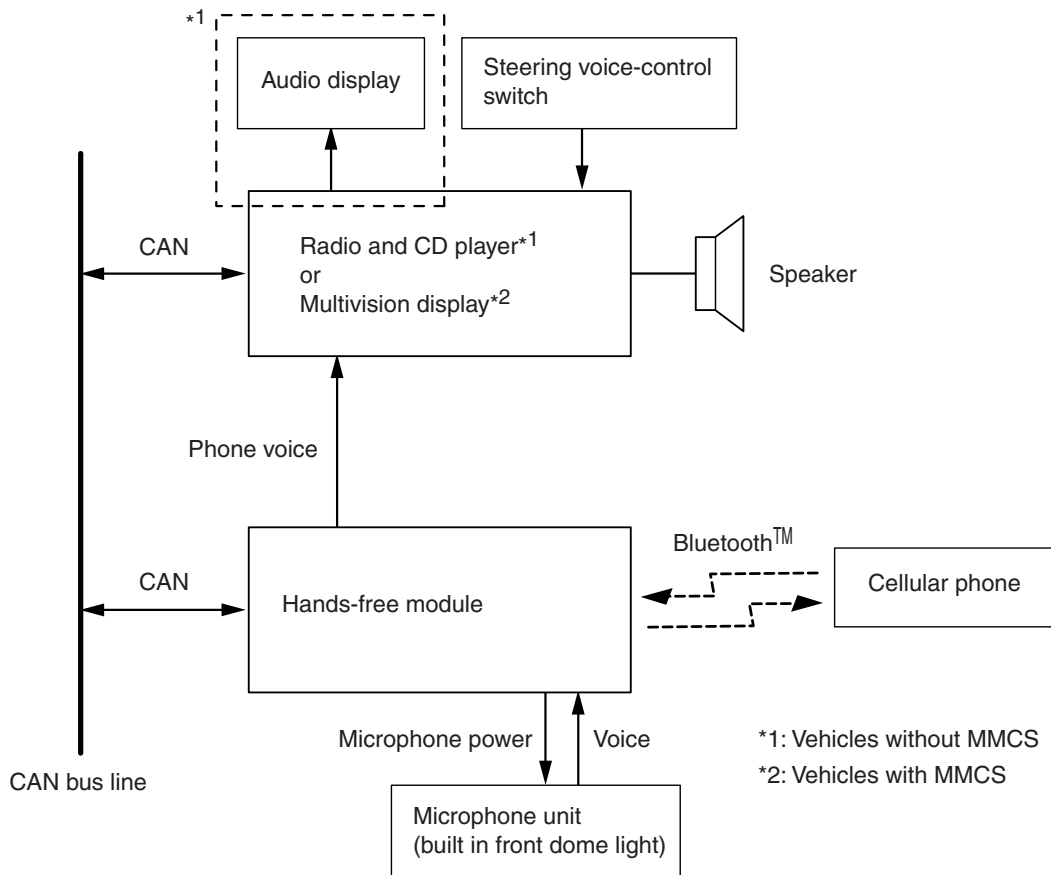 *1
Audio display
Steering voice-control
switch
CAN
Radio and CD player*1
or
Multivision display*2
Speaker
Phone voice
Bluetooth™
CAN
Hands-free module
Cellular phone
Microphone power
Voice
*1: Vehicles without MMCS
*2: Vehicles with MMCS
CAN bus line
Microphone unit
(built in front dome light)